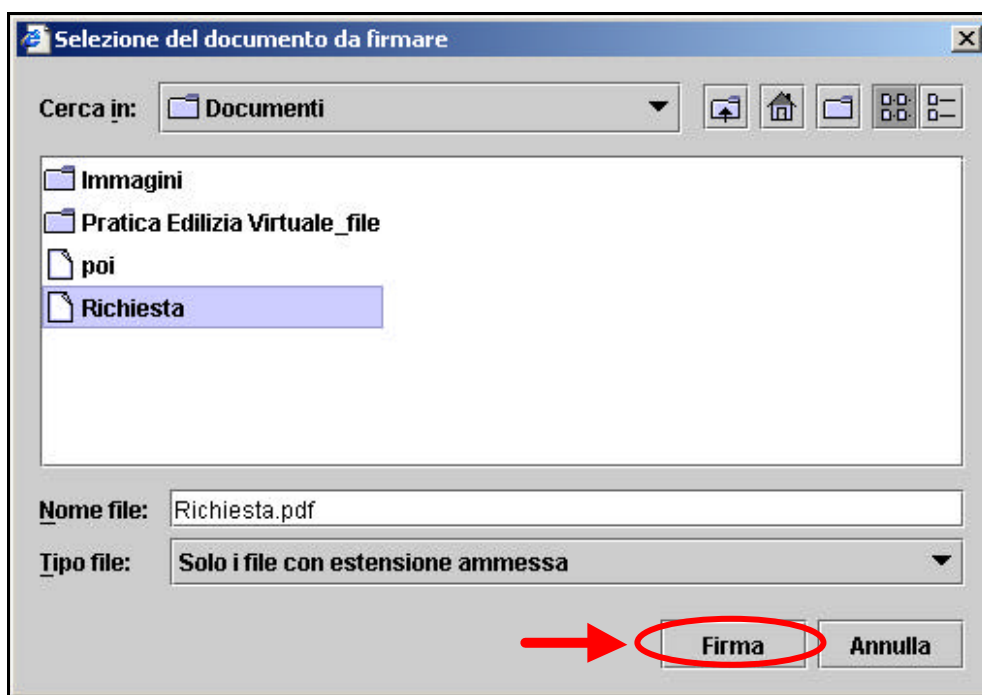 Selezione del documento da firmare
Cerca in: Documenti
Immagini
Pratica Edilizia Virtuale_file
poi
Richiesta
Nome file: Richiesta.pdf
Tipo file: Solo i file con estensione ammessa
Firma Annulla